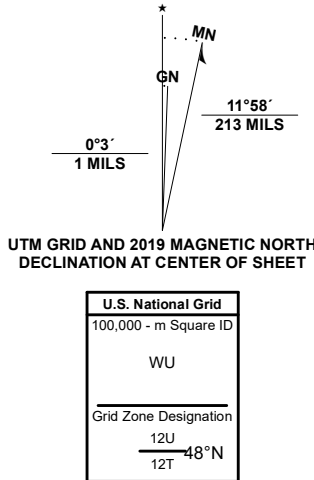 ★
MN
GN
0°3´
1 MILS
11°58´
213 MILS
UTM GRID AND 2019 MAGNETIC NORTH
DECLINATION AT CENTER OF SHEET
U.S. National Grid
100,000 - m Square ID
WU
Grid Zone Designation
12U
48°N
12T